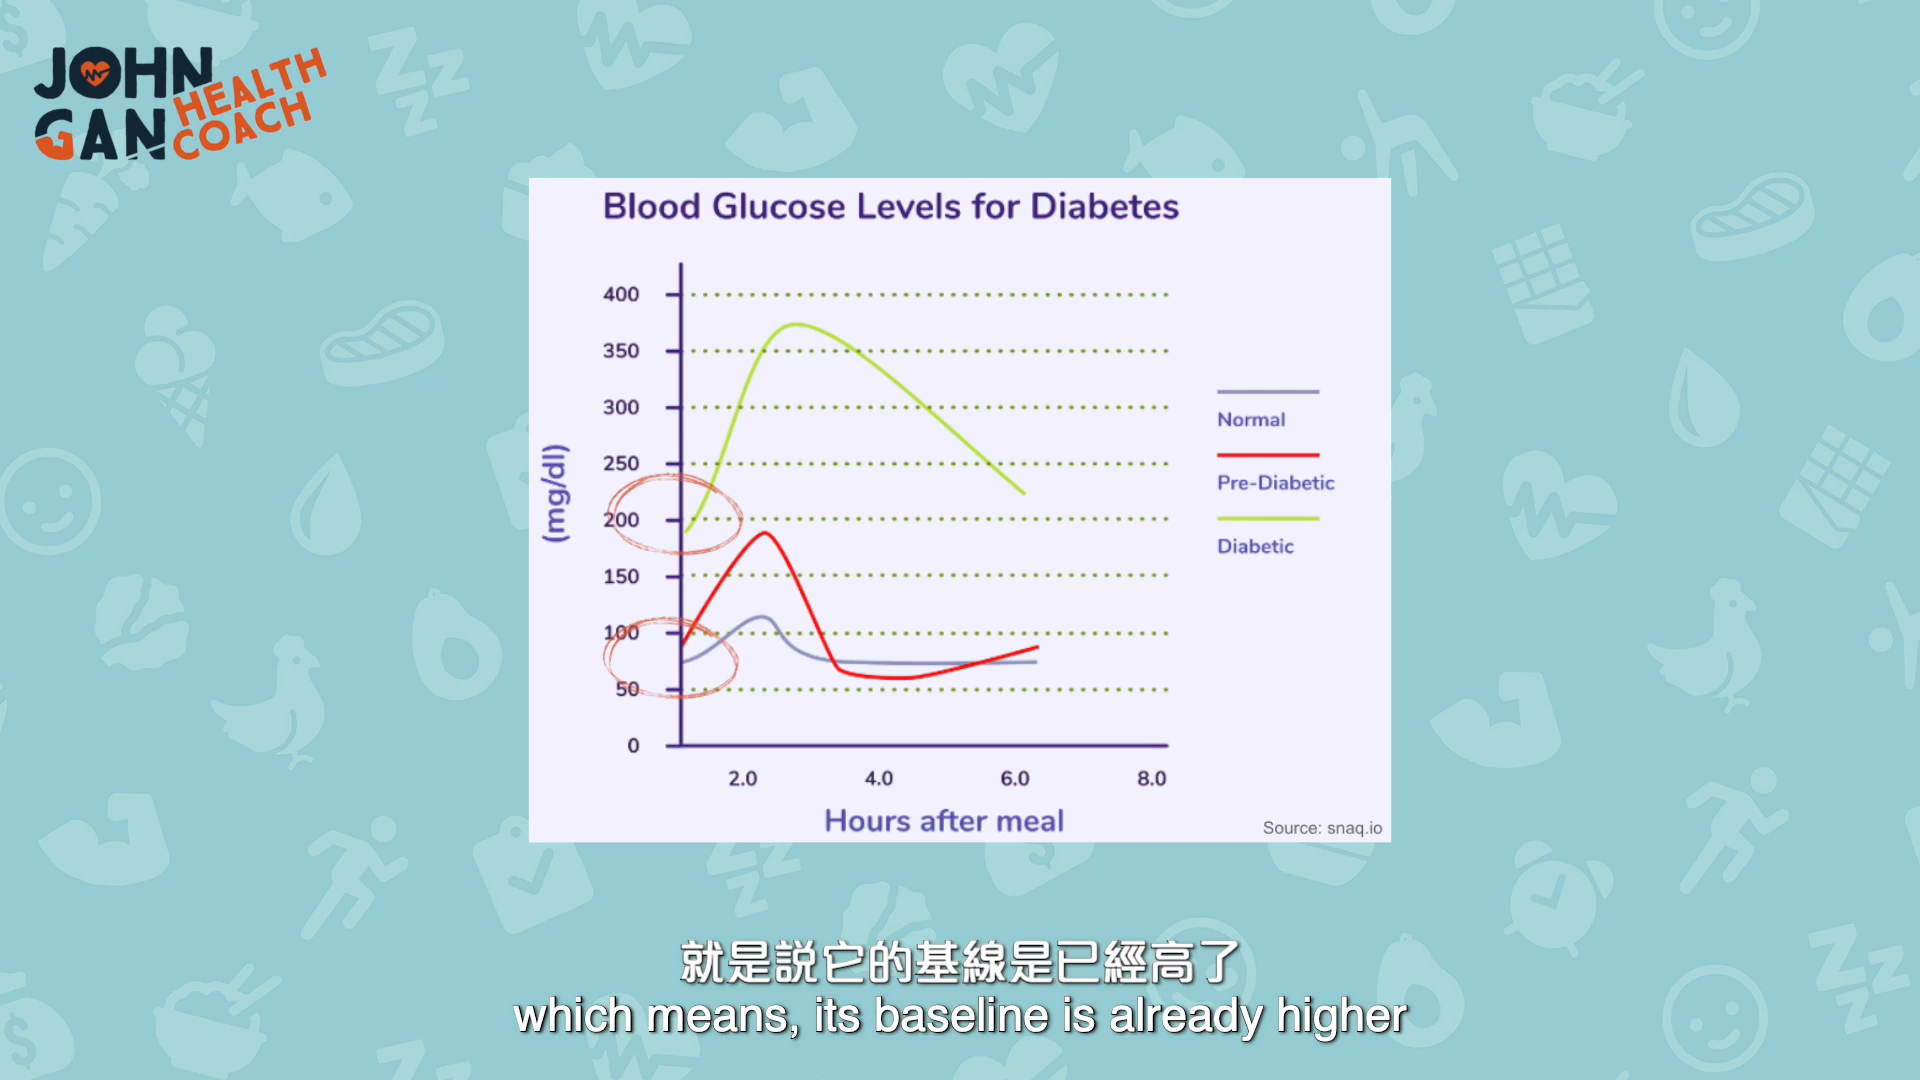 JOHN
GAN
HEALTH
COACH
Blood Glucose Levels for Diabetes
400
350
300
250
200
150
100
50
0
(mg/dl)
2.0 4.0 6.0 8.0
Hours after meal
Normal
Pre-Diabetic
Diabetic
Source: snaq.io
就是説它的基線是已經高了
which means, its baseline is already higher